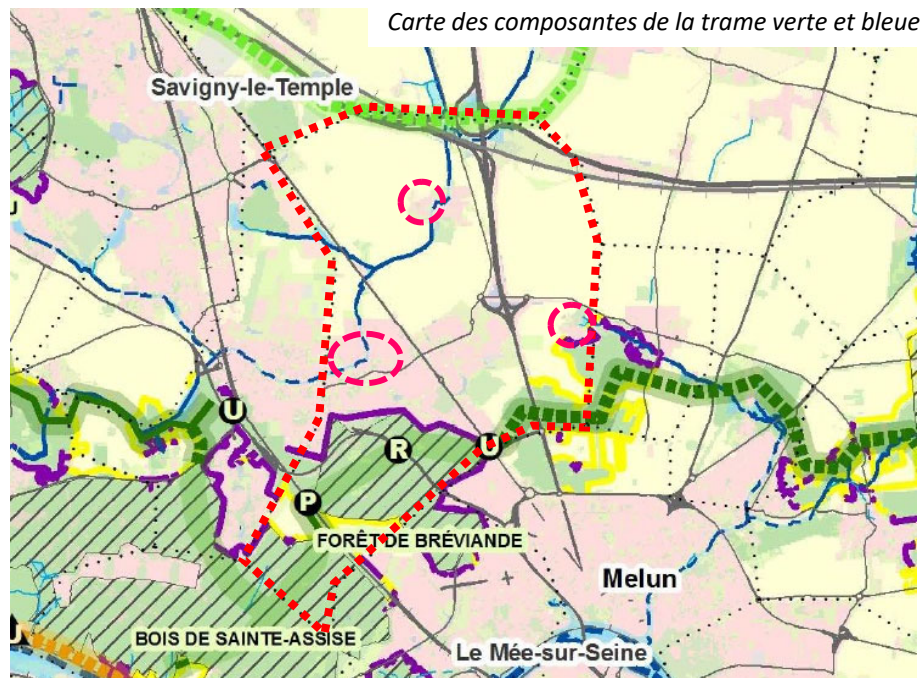 Carte des composantes de la trame verte et bleue
Savigny-le-Temple
U
R
U
P
FORÊT DE BRÉVIANDE
Melun
BOIS DE SAINTE-ASSISE
Le Mée-sur-Seine